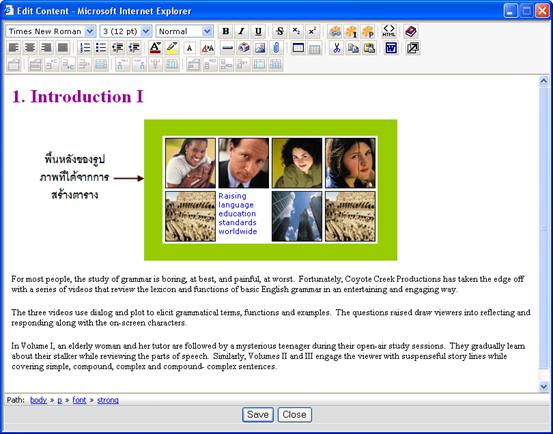 Edit Content - Microsoft Internet Explorer
Times New Roman 3 (12 pt) Normal
B I U S x₂ x² I P <> HTML
A A A⁄A W
1. Introduction I
พื้นหลังของรูป
ภาพที่ได้จากการ
สร้างตาราง
Raising
language
education
standards
worldwide
For most people, the study of grammar is boring, at best, and painful, at worst.  Fortunately, Coyote Creek Productions has taken the edge off
with a series of videos that review the lexicon and functions of basic English grammar in an entertaining and engaging way.
The three videos use dialog and plot to elicit grammatical terms, functions and examples.  The questions raised draw viewers into reflecting and
responding along with the on-screen characters.
In Volume I, an elderly woman and her tutor are followed by a mysterious teenager during their open-air study sessions.  They gradually learn
about their stalker while reviewing the parts of speech.  Similarly, Volumes II and III engage the viewer with suspenseful story lines while
covering simple, compound, complex and compound- complex sentences.
Path: body » p » font » strong
Save Close